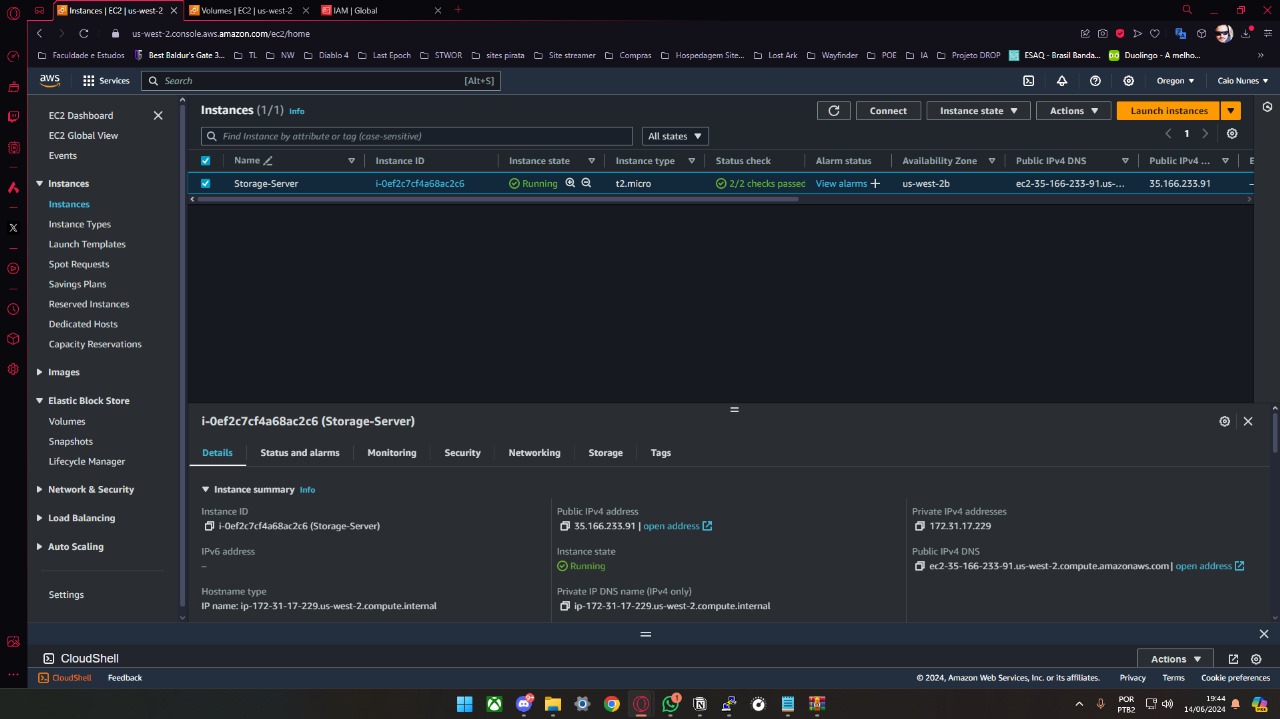 Instances | EC2 | us-west-2
Volumes | EC2 | us-west-2
IAM | Global
us-west-2.console.aws.amazon.com/ec2/home
Faculdade e Estudos
Best Baldur's Gate 3...
TL
NW
Diablo 4
Last Epoch
STWOR
sites pirata
Site streamer
Compras
Hospedagem Site...
Lost Ark
Wayfinder
POE
IA
Projeto DROP
ESAQ - Brasil Banda...
Duolingo - A melho...
aws
Services
Search
[Alt+S]
Oregon
Caio Nunes
EC2 Dashboard
EC2 Global View
Events
Instances
Instances
Instance Types
Launch Templates
Spot Requests
Savings Plans
Reserved Instances
Dedicated Hosts
Capacity Reservations
Images
Elastic Block Store
Volumes
Snapshots
Lifecycle Manager
Network & Security
Load Balancing
Auto Scaling
Settings
Instances (1/1) Info
Connect
Instance state
Actions
Launch instances
Find Instance by attribute or tag (case-sensitive)
All states
1
Name
Instance ID
Instance state
Instance type
Status check
Alarm status
Availability Zone
Public IPv4 DNS
Public IPv4 ...
E
Storage-Server
i-0ef2c7cf4a68ac2c6
Running
t2.micro
2/2 checks passed
View alarms +
us-west-2b
ec2-35-166-233-91.us-...
35.166.233.91
–
i-0ef2c7cf4a68ac2c6 (Storage-Server)
Details
Status and alarms
Monitoring
Security
Networking
Storage
Tags
Instance summary Info
Instance ID
i-0ef2c7cf4a68ac2c6 (Storage-Server)
IPv6 address
–
Hostname type
IP name: ip-172-31-17-229.us-west-2.compute.internal
Public IPv4 address
35.166.233.91 | open address
Instance state
Running
Private IP DNS name (IPv4 only)
ip-172-31-17-229.us-west-2.compute.internal
Private IPv4 addresses
172.31.17.229
Public IPv4 DNS
ec2-35-166-233-91.us-west-2.compute.amazonaws.com | open address
CloudShell
Actions
CloudShell
Feedback
© 2024, Amazon Web Services, Inc. or its affiliates.
Privacy
Terms
Cookie preferences
POR
PTB2
19:44
14/06/2024